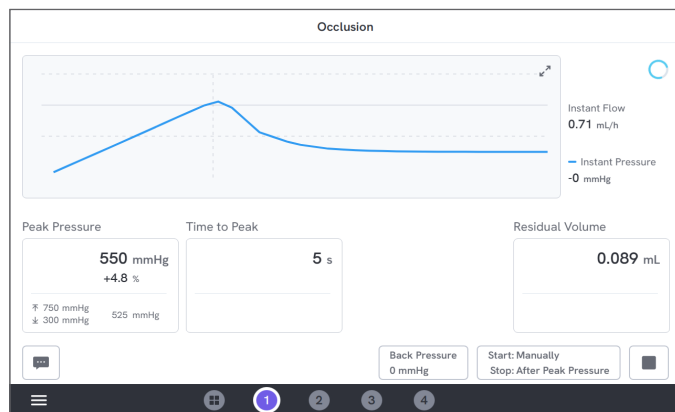 Occlusion
Instant Flow
0.71 mL/h
Instant Pressure
-0 mmHg
Peak Pressure
550 mmHg
+4.8 %
750 mmHg
300 mmHg
525 mmHg
Time to Peak
5 s
Residual Volume
0.089 mL
Back Pressure
0 mmHg
Start: Manually
Stop: After Peak Pressure
1
2
3
4